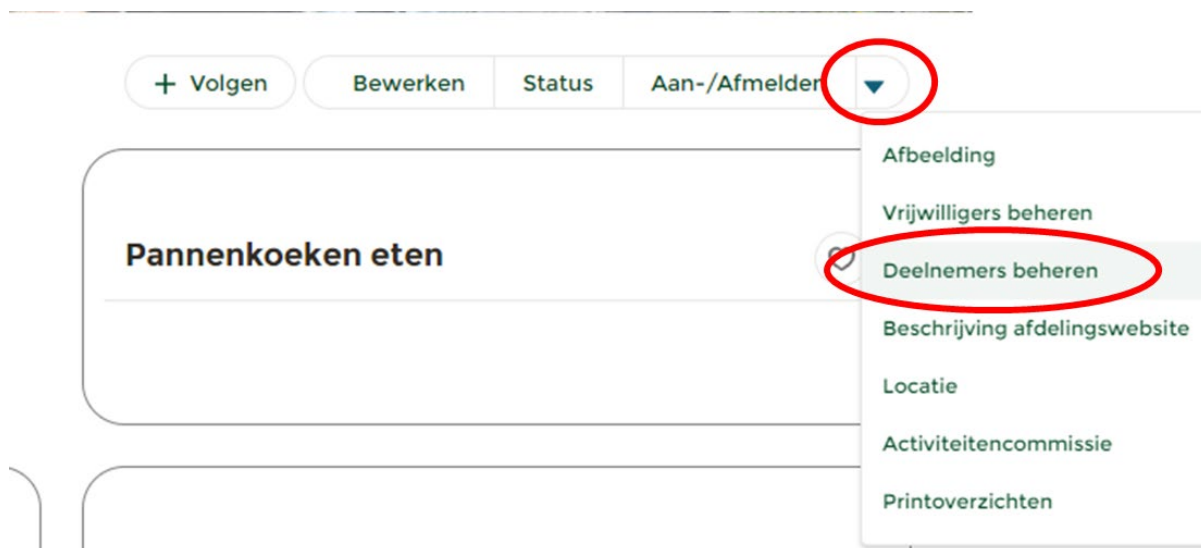 + Volgen Bewerken Status Aan-/Afmelden
Afbeelding
Vrijwilligers beheren
Pannenkoeken eten
Deelnemers beheren
Beschrijving afdelingswebsite
Locatie
Activiteitencommissie
Printoverzichten